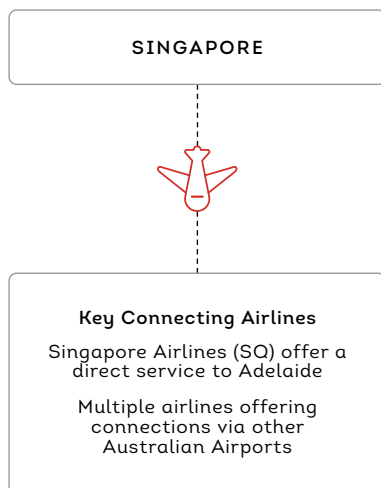 SINGAPORE
Key Connecting Airlines
Singapore Airlines (SQ) offer a
direct service to Adelaide
Multiple airlines offering
connections via other
Australian Airports